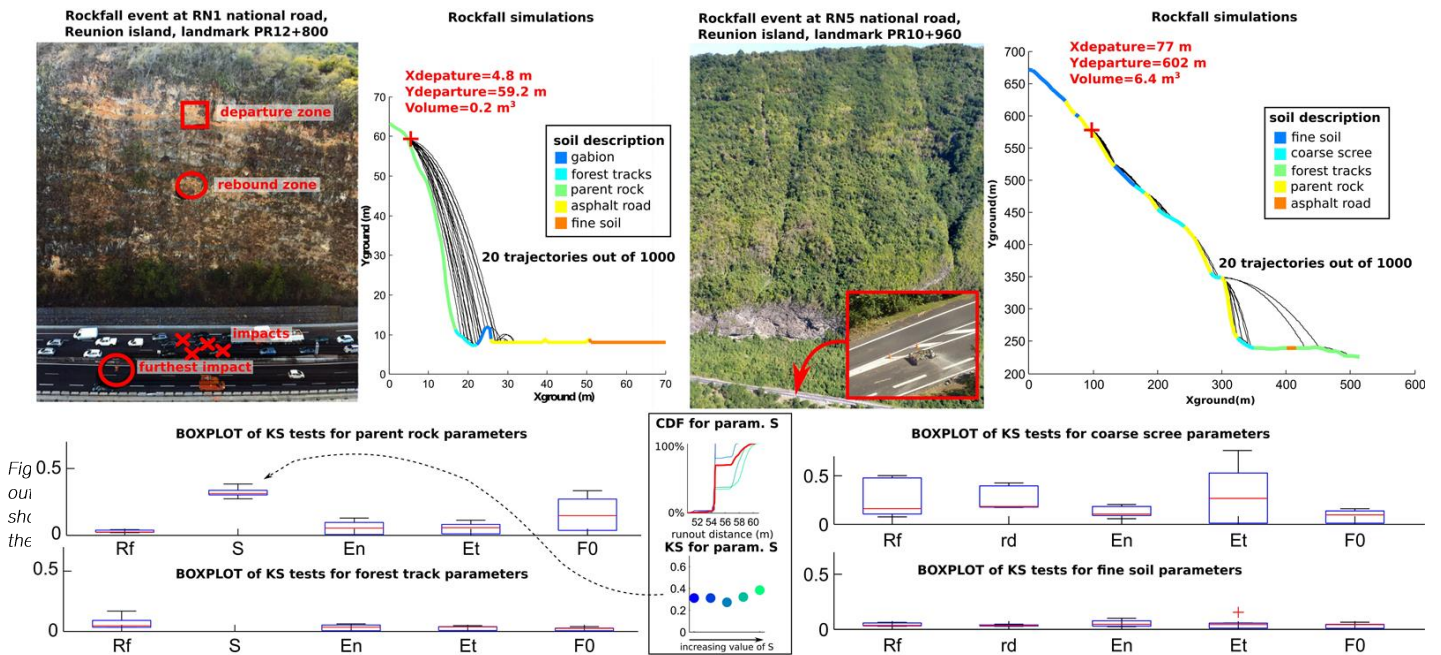 Rockfall event at RN1 national road,
Reunion island, landmark PR12+800
departure zone
rebound zone
impacts
furthest impact
Rockfall simulations
Xdepature=4.8 m
Ydeparture=59.2 m
Volume=0.2 m³
soil description
gabion
forest tracks
parent rock
asphalt road
fine soil
20 trajectories out of 1000
Yground (m)
70
60
50
40
30
20
10
0
0 10 20 30 40 50 60 70
Xground(m)
Rockfall event at RN5 national road,
Reunion island, landmark PR10+960
Rockfall simulations
Xdepature=77 m
Ydeparture=602 m
Volume=6.4 m³
soil description
fine soil
coarse scree
forest tracks
parent rock
asphalt road
20 trajectories out of 1000
Yground(m)
700
650
600
550
500
450
400
350
300
250
200
0 100 200 300 400 500 600
Xground(m)
BOXPLOT of KS tests for parent rock parameters
Fig
out
sho
the
0.5
0
Rf S En Et F0
BOXPLOT of KS tests for forest track parameters
0.5
0
Rf S En Et F0
CDF for param. S
100%
0%
52 54 56 58 60
runout distance (m)
KS for param. S
0.6
0.4
0.2
0
increasing value of S
BOXPLOT of KS tests for coarse scree parameters
0.5
0
Rf rd En Et F0
BOXPLOT of KS tests for fine soil parameters
0.5
0
Rf rd En Et F0